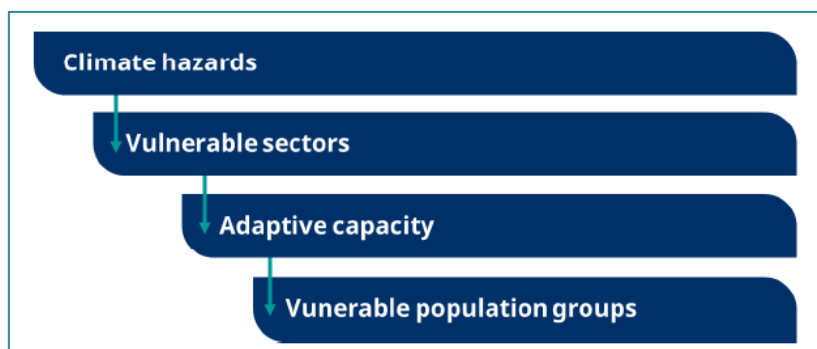 Climate hazards
Vulnerable sectors
Adaptive capacity
Vunerable population groups